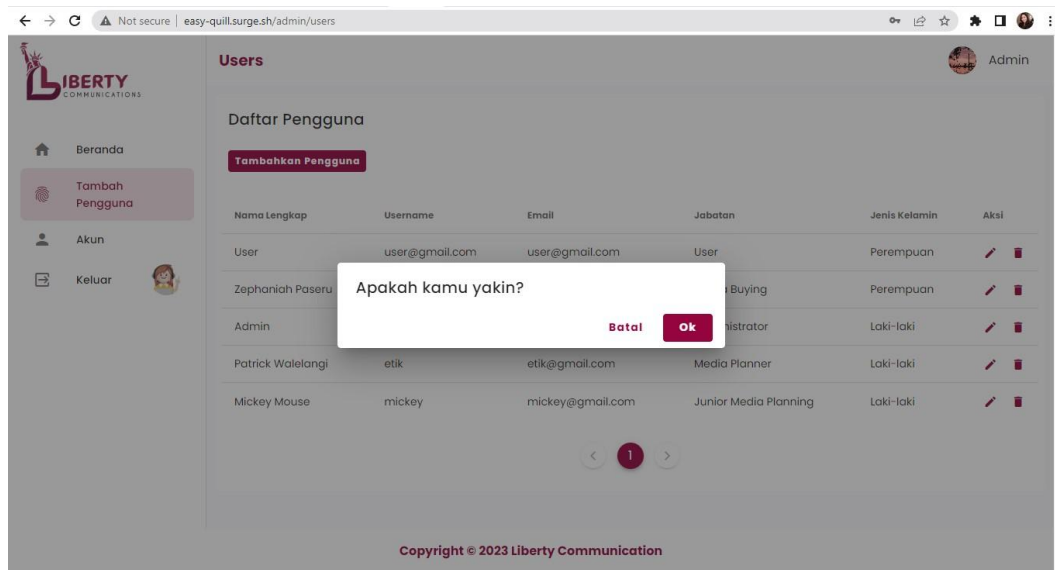 Not secure | easy-quill.surge.sh/admin/users
LIBERTY
COMMUNICATIONS
Users
Admin
Beranda
Tambah
Pengguna
Akun
Keluar
Daftar Pengguna
Tambahkan Pengguna
Nama Lengkap Username Email Jabatan Jenis Kelamin Aksi
User user@gmail.com user@gmail.com User Perempuan
Zephaniah Paseru Buying Perempuan
Admin Laki-laki
Patrick Walelangi etik etik@gmail.com Media Planner Laki-laki
Mickey Mouse mickey mickey@gmail.com Junior Media Planning Laki-laki
Apakah kamu yakin?
Batal Ok
1
Copyright © 2023 Liberty Communication